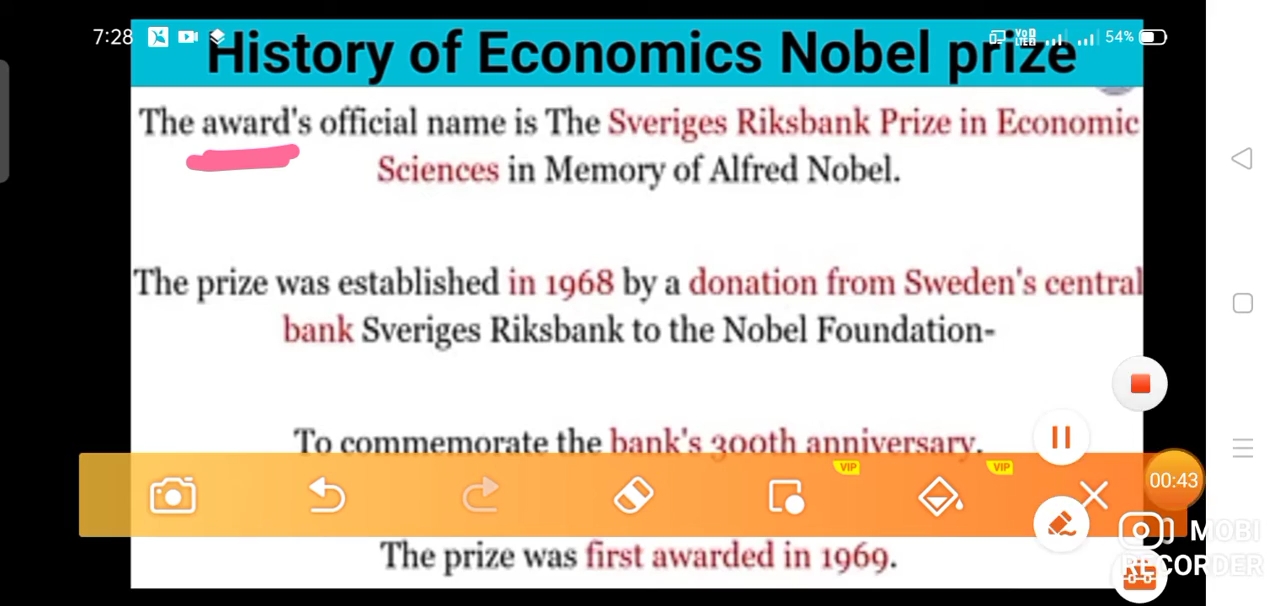 7:28
54%
History of Economics Nobel prize
The award's official name is The Sveriges Riksbank Prize in Economic
Sciences in Memory of Alfred Nobel.
The prize was established in 1968 by a donation from Sweden's central
bank Sveriges Riksbank to the Nobel Foundation-
To commemorate the bank's 300th anniversary.
VIP
VIP
00:43
The prize was first awarded in 1969.
MOBI
RECORDER